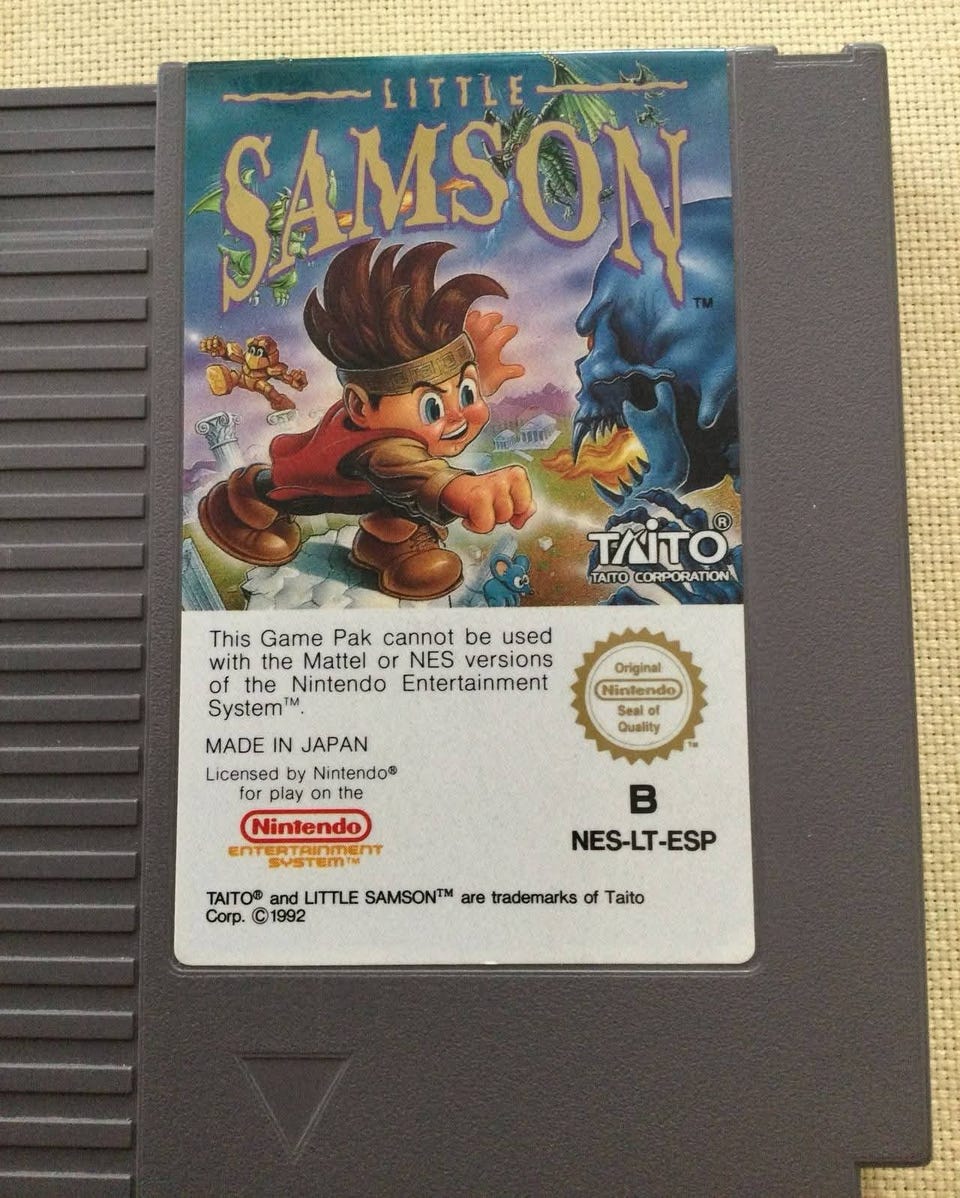 LITTLE
SAMSON
TM
TAITO®
TAITO CORPORATION
This Game Pak cannot be used
with the Mattel or NES versions
of the Nintendo Entertainment
System™.
MADE IN JAPAN
Licensed by Nintendo®
for play on the
Nintendo
ENTERTAINMENT
SYSTEM™
Original
Nintendo
Seal of
Quality
TM
B
NES-LT-ESP
TAITO® and LITTLE SAMSON™ are trademarks of Taito
Corp. ©1992